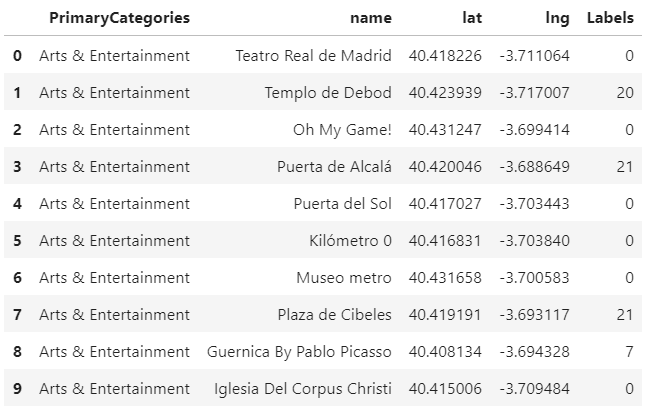 PrimaryCategories name lat lng Labels
0 Arts & Entertainment Teatro Real de Madrid 40.418226 -3.711064 0
1 Arts & Entertainment Templo de Debod 40.423939 -3.717007 20
2 Arts & Entertainment Oh My Game! 40.431247 -3.699414 0
3 Arts & Entertainment Puerta de Alcalá 40.420046 -3.688649 21
4 Arts & Entertainment Puerta del Sol 40.417027 -3.703443 0
5 Arts & Entertainment Kilómetro 0 40.416831 -3.703840 0
6 Arts & Entertainment Museo metro 40.431658 -3.700583 0
7 Arts & Entertainment Plaza de Cibeles 40.419191 -3.693117 21
8 Arts & Entertainment Guernica By Pablo Picasso 40.408134 -3.694328 7
9 Arts & Entertainment Iglesia Del Corpus Christi 40.415006 -3.709484 0